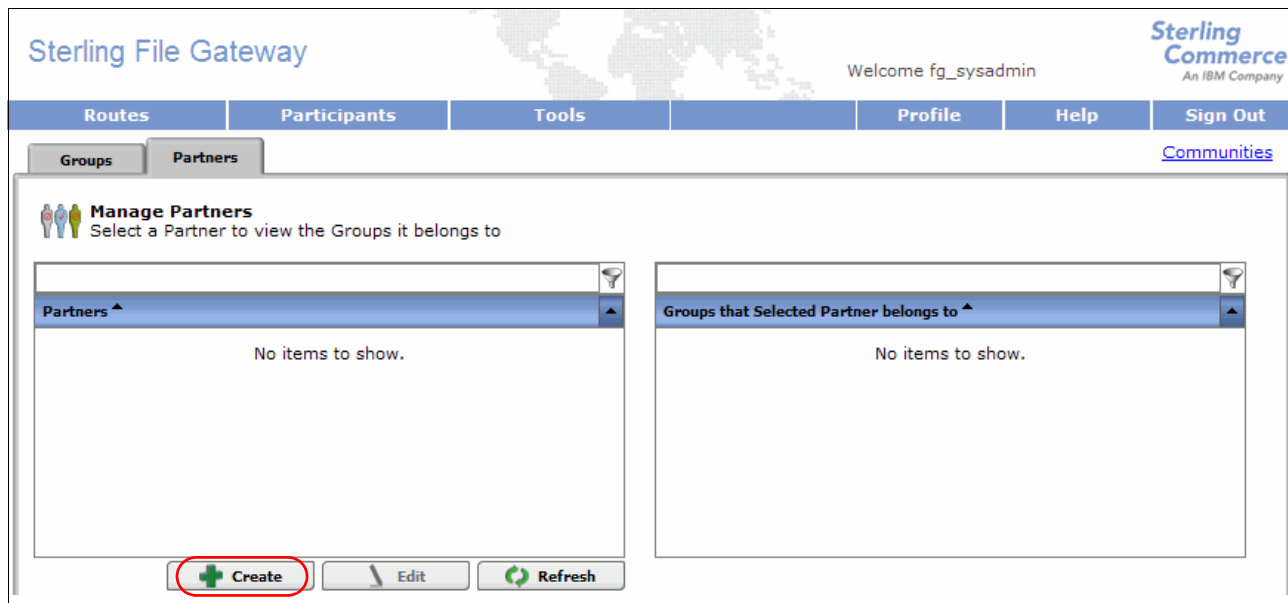 Sterling File Gateway
Welcome fg_sysadmin
Sterling
Commerce
An IBM Company
Routes Participants Tools Profile Help Sign Out
Groups Partners Communities
Manage Partners
Select a Partner to view the Groups it belongs to
Partners Groups that Selected Partner belongs to
No items to show. No items to show.
Create Edit Refresh